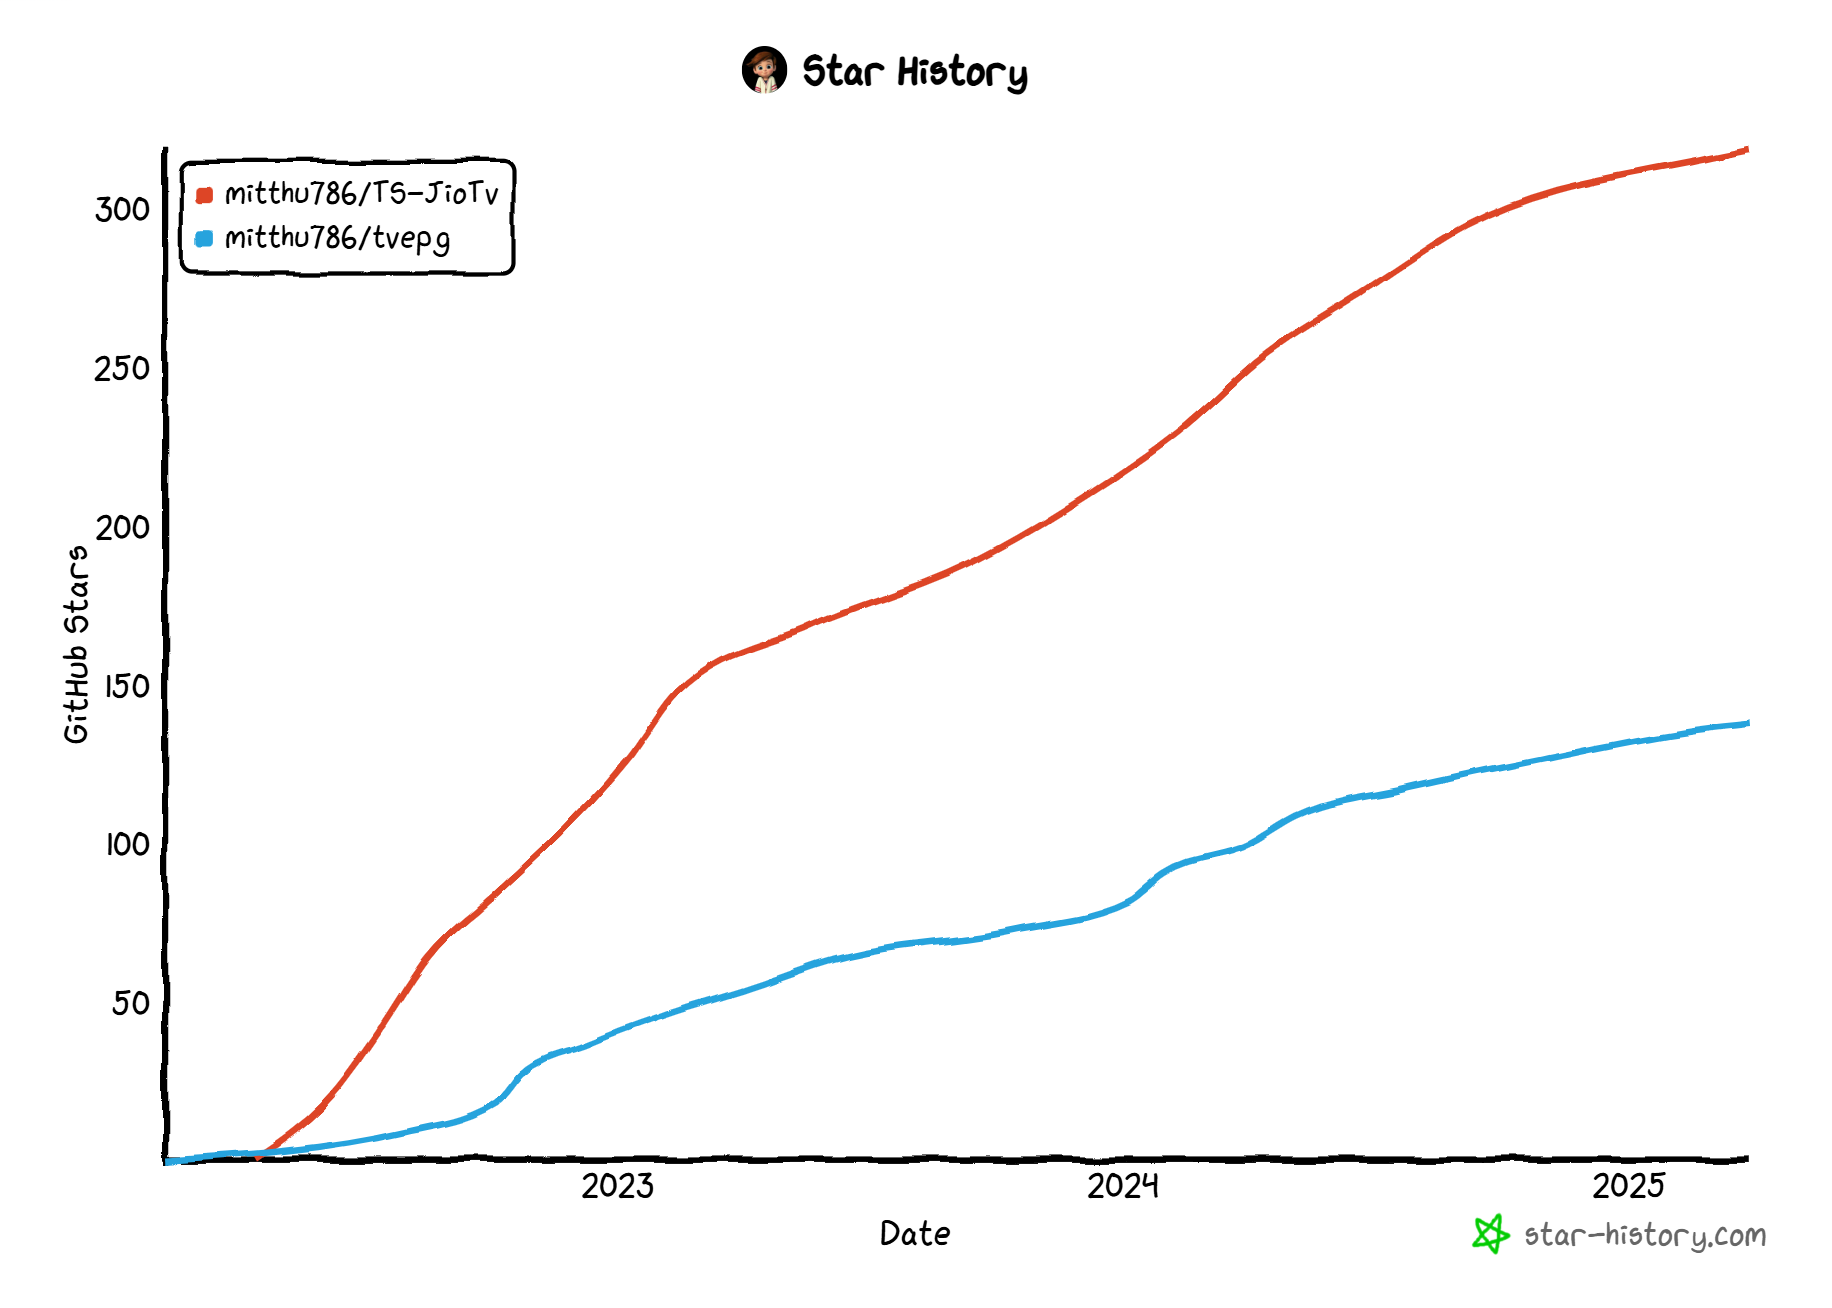 Star History
mitthu786/TS-JioTv
mitthu786/tvepg
300
250
200
150
100
50
GitHub Stars
2023
2024
2025
Date
star-history.com